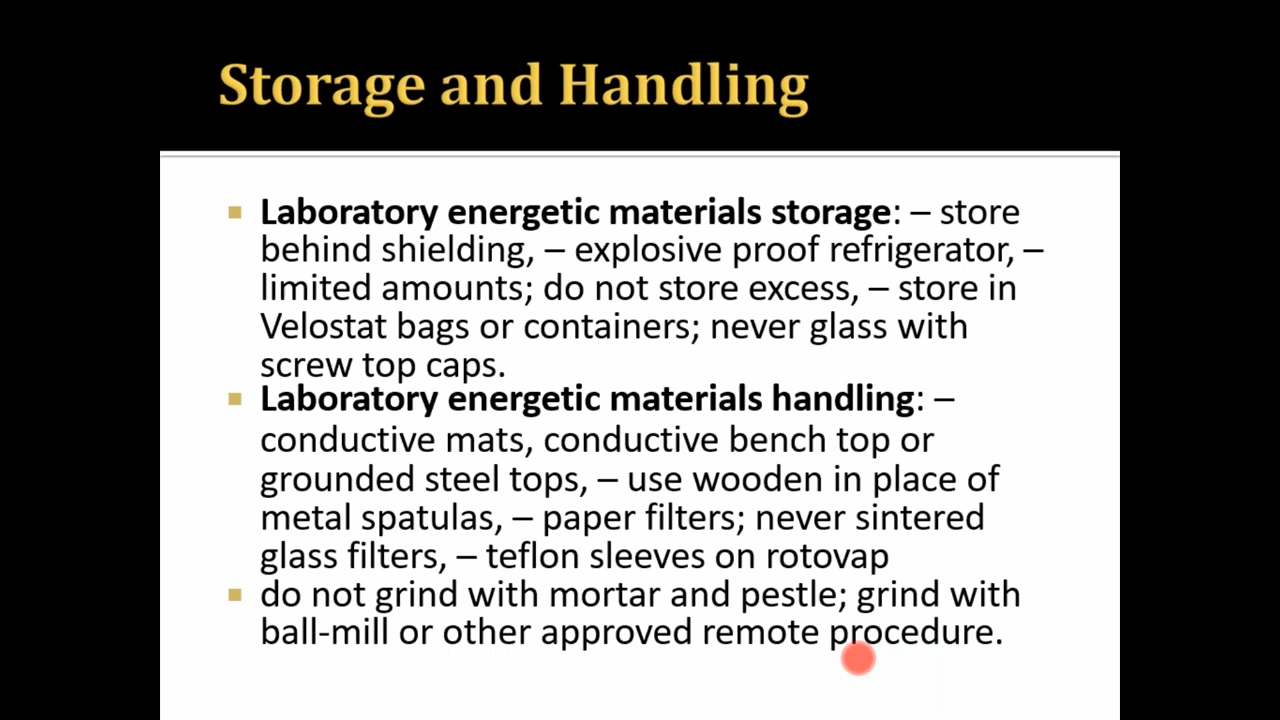 Storage and Handling
Laboratory energetic materials storage: – store
behind shielding, – explosive proof refrigerator, –
limited amounts; do not store excess, – store in
Velostat bags or containers; never glass with
screw top caps.
Laboratory energetic materials handling: –
conductive mats, conductive bench top or
grounded steel tops, – use wooden in place of
metal spatulas, – paper filters; never sintered
glass filters, – teflon sleeves on rotovap
do not grind with mortar and pestle; grind with
ball-mill or other approved remote procedure.